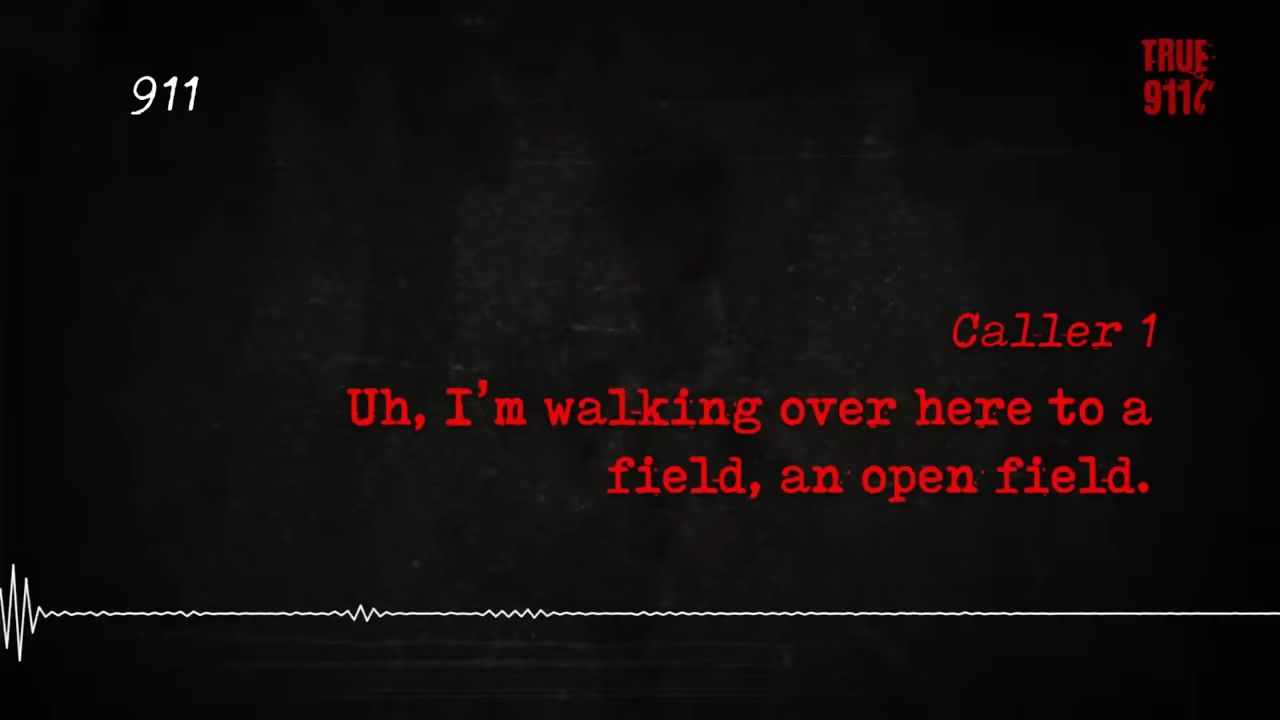 911
TRUE
911
Caller 1
Uh, I'm walking over here to a
field, an open field.